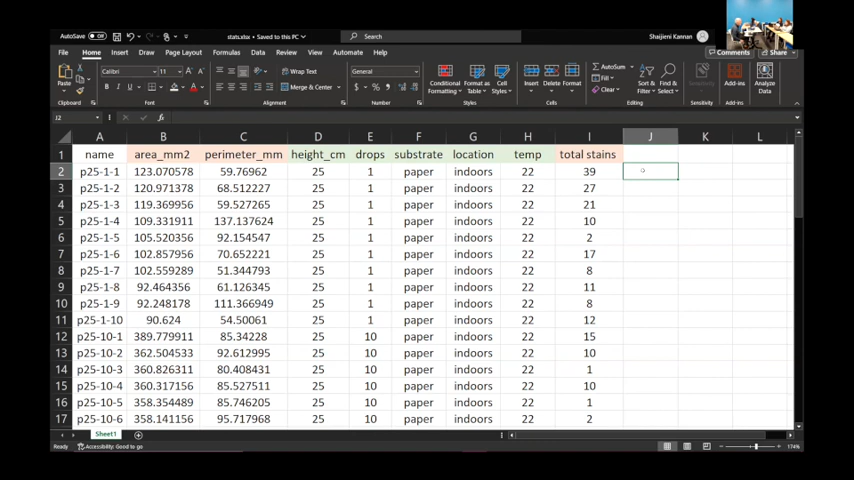 AutoSave Off stats.xlsx • Saved to this PC Search Shaijieni Kannan
File Home Insert Draw Page Layout Formulas Data Review View Automate Help Comments Share
Paste Calibri 11 A A Wrap Text General Conditional Formatting Format as Table Cell Styles Insert Delete Format AutoSum Fill Clear Sort & Filter Find & Select Sensitivity Add-ins Analyze Data
B I U Merge & Center $ %
Clipboard Font Alignment Number Styles Cells Editing Sensitivity Add-ins
J2 fx
A B C D E F G H I J K L
1 name area_mm2 perimeter_mm height_cm drops substrate location temp total stains
2 p25-1-1 123.070578 59.76962 25 1 paper indoors 22 39
3 p25-1-2 120.971378 68.512227 25 1 paper indoors 22 27
4 p25-1-3 119.369956 59.527265 25 1 paper indoors 22 21
5 p25-1-4 109.331911 137.137624 25 1 paper indoors 22 10
6 p25-1-5 105.520356 92.154547 25 1 paper indoors 22 2
7 p25-1-6 102.857956 70.652221 25 1 paper indoors 22 17
8 p25-1-7 102.559289 51.344793 25 1 paper indoors 22 8
9 p25-1-8 92.464356 61.126345 25 1 paper indoors 22 11
10 p25-1-9 92.248178 111.366949 25 1 paper indoors 22 8
11 p25-1-10 90.624 54.50061 25 1 paper indoors 22 12
12 p25-10-1 389.779911 85.34228 25 10 paper indoors 22 15
13 p25-10-2 362.504533 92.612995 25 10 paper indoors 22 10
14 p25-10-3 360.826311 80.408431 25 10 paper indoors 22 1
15 p25-10-4 360.317156 85.527511 25 10 paper indoors 22 10
16 p25-10-5 358.354489 85.746205 25 10 paper indoors 22 1
17 p25-10-6 358.141156 95.717968 25 10 paper indoors 22 2
Sheet1
Ready Accessibility: Good to go 174%